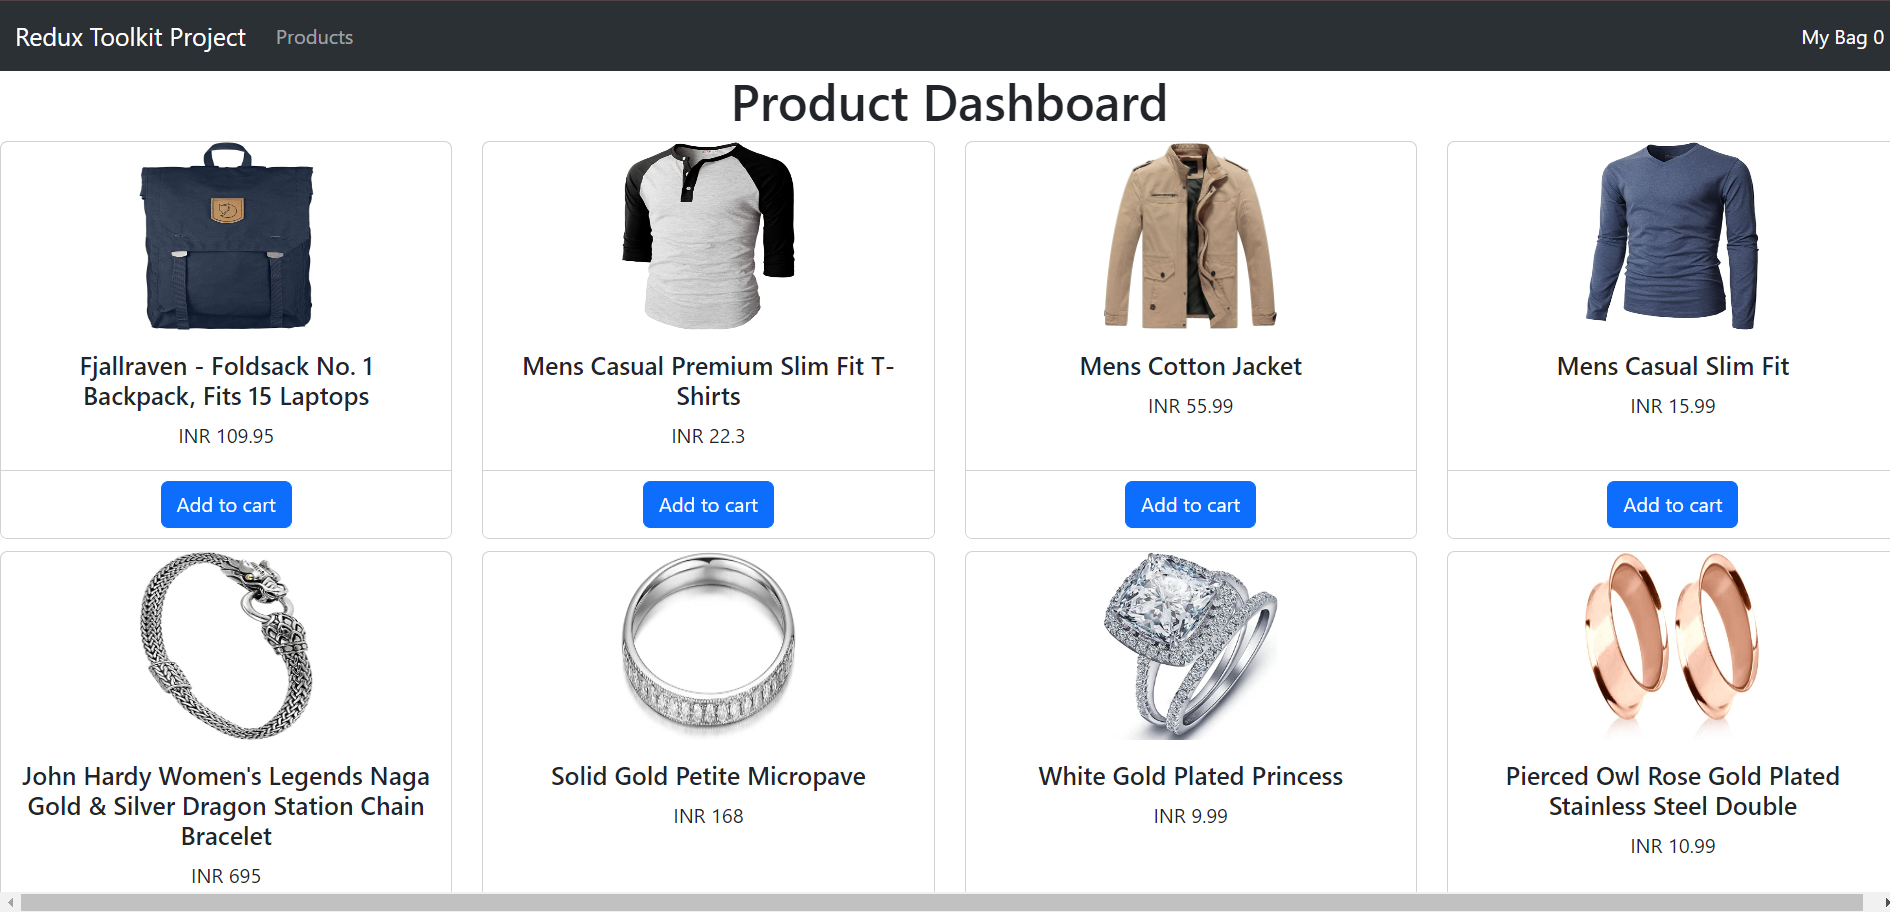 Redux Toolkit Project Products My Bag 0
Product Dashboard
Fjallraven - Foldsack No. 1
Backpack, Fits 15 Laptops
INR 109.95
Add to cart
Mens Casual Premium Slim Fit T-
Shirts
INR 22.3
Add to cart
Mens Cotton Jacket
INR 55.99
Add to cart
Mens Casual Slim Fit
INR 15.99
Add to cart
John Hardy Women's Legends Naga
Gold & Silver Dragon Station Chain
Bracelet
INR 695
Solid Gold Petite Micropave
INR 168
White Gold Plated Princess
INR 9.99
Pierced Owl Rose Gold Plated
Stainless Steel Double
INR 10.99